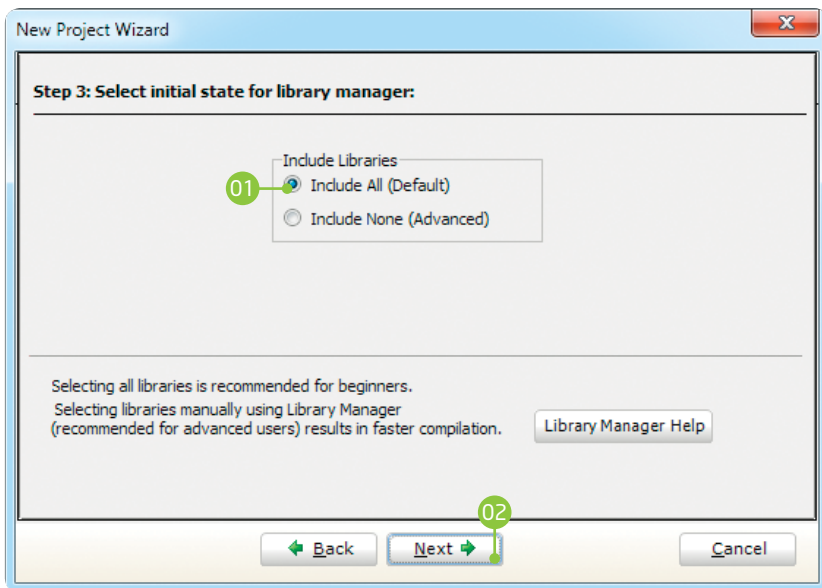 New Project Wizard
Step 3: Select initial state for library manager:
Include Libraries
01
Include All (Default)
Include None (Advanced)
Selecting all libraries is recommended for beginners.
Selecting libraries manually using Library Manager
(recommended for advanced users) results in faster compilation.
Library Manager Help
02
Back
Next
Cancel